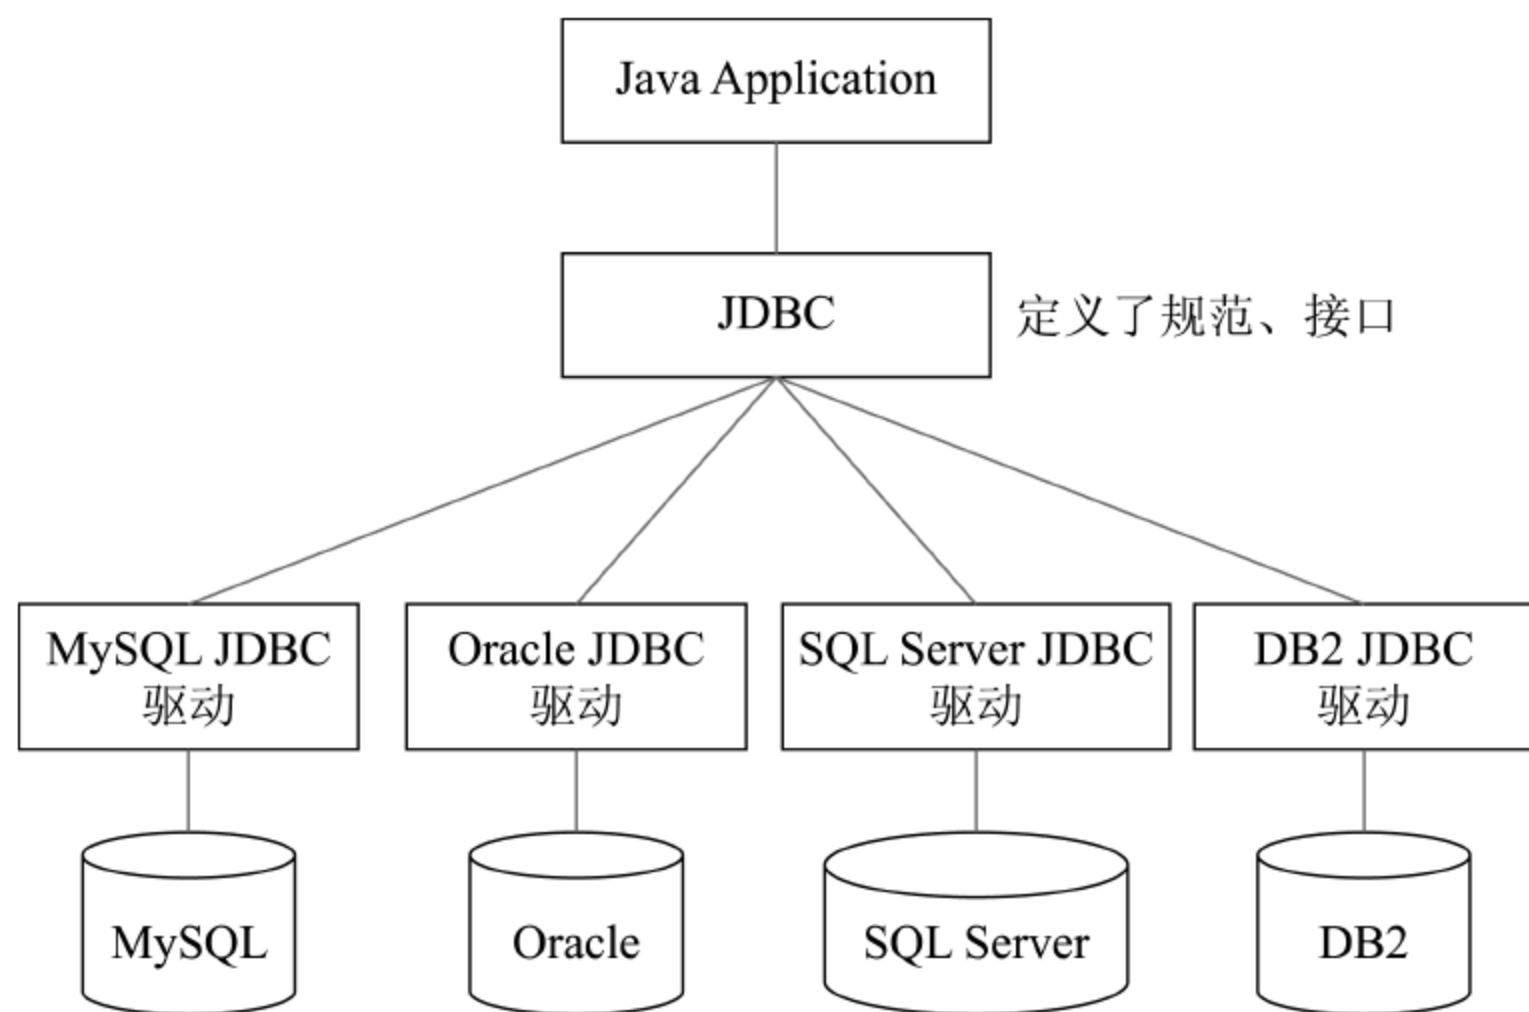 Java Application
JDBC
定义了规范、接口
MySQL JDBC
驱动
Oracle JDBC
驱动
SQL Server JDBC
驱动
DB2 JDBC
驱动
MySQL
Oracle
SQL Server
DB2